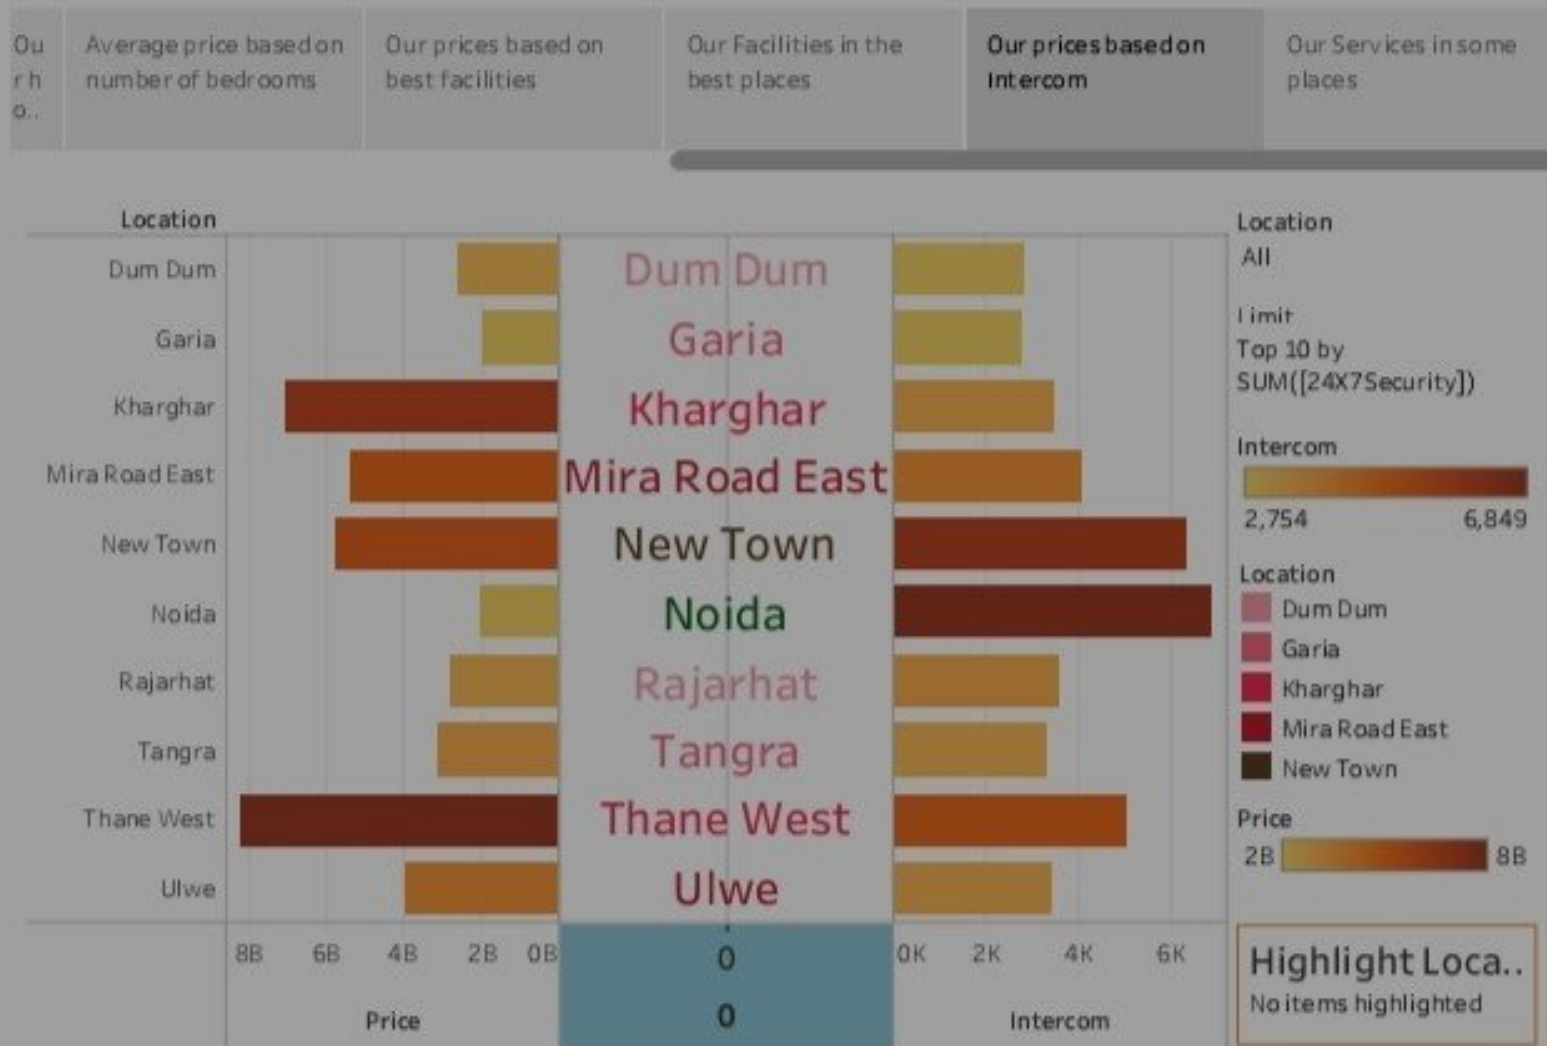 Ou
r h
o..
Average price based on
number of bedrooms
Our prices based on
best facilities
Our Facilities in the
best places
Our prices based on
Intercom
Our Services in some
places
Location
Dum Dum
Garia
Kharghar
Mira Road East
New Town
Noida
Rajarhat
Tangra
Thane West
Ulwe
Dum Dum
Garia
Kharghar
Mira Road East
New Town
Noida
Rajarhat
Tangra
Thane West
Ulwe
8B 6B 4B 2B 0B
Price
0
0
0K 2K 4K 6K
Intercom
Location
All
Limit
Top 10 by
SUM([24X7Security])
Intercom
2,754 6,849
Location
Dum Dum
Garia
Kharghar
Mira Road East
New Town
Price
2B 8B
Highlight Loca..
No items highlighted